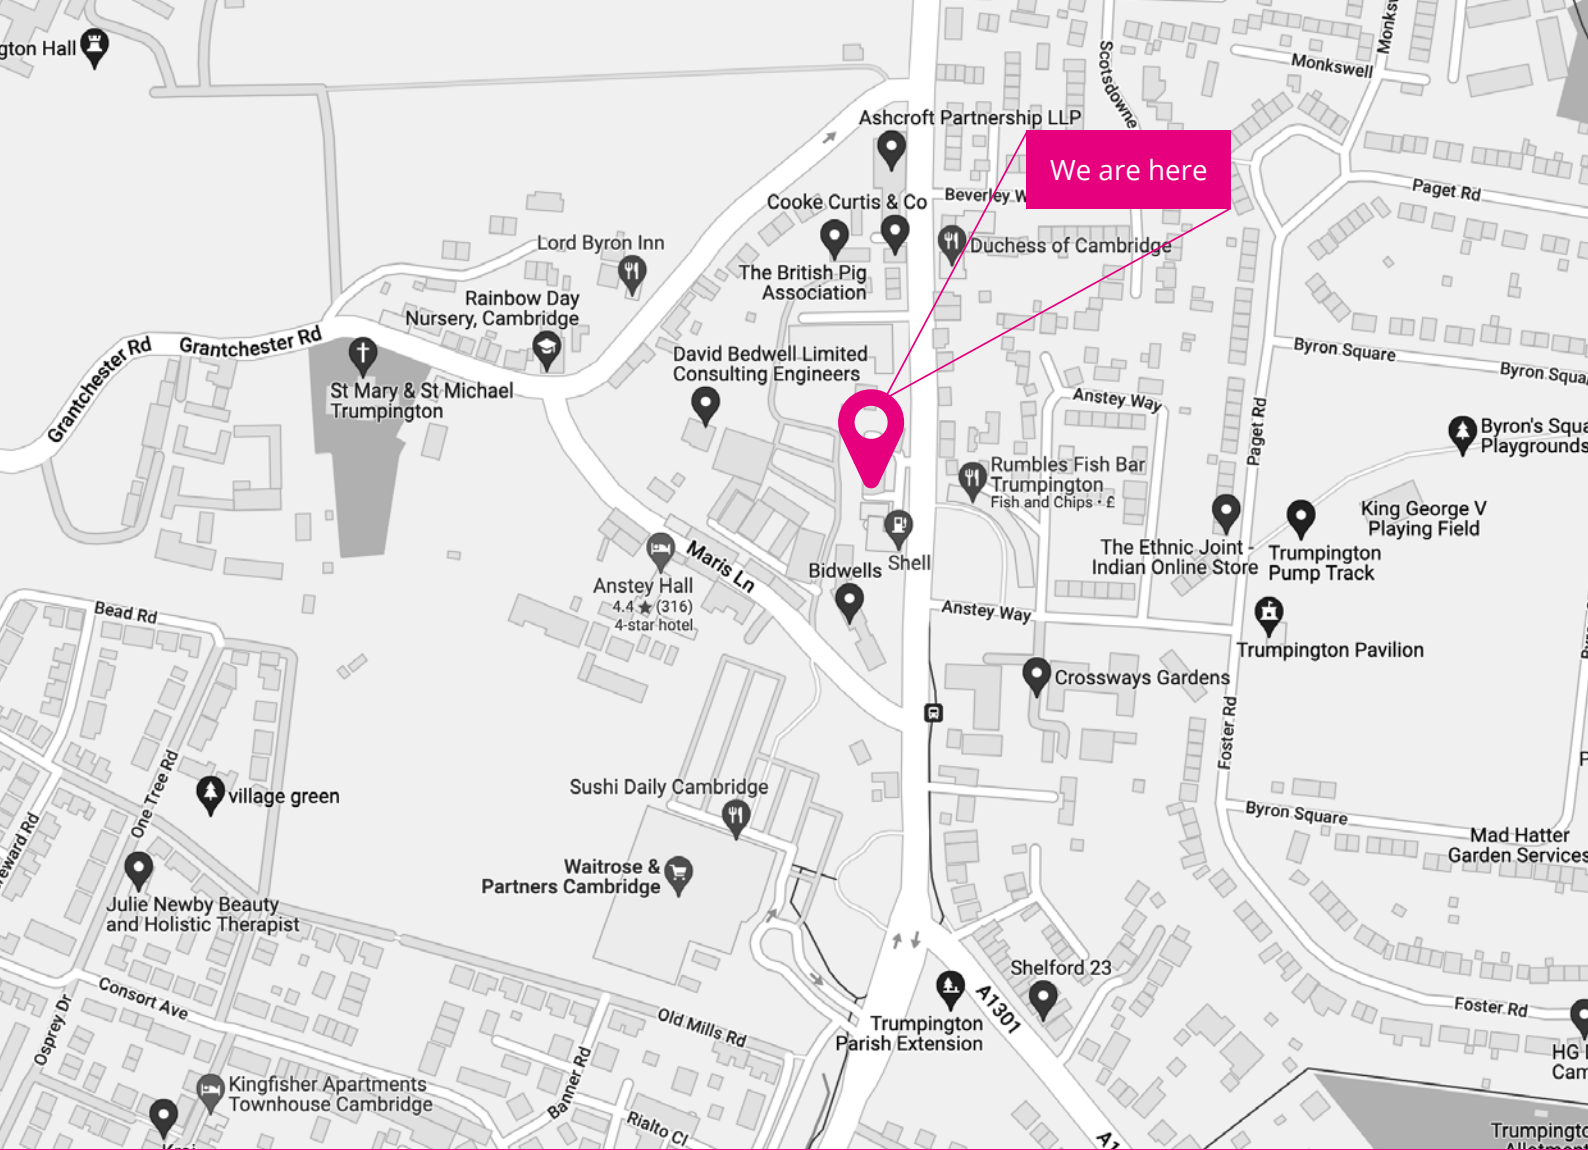 gton Hall
Scotsdowne
Monksw
Monkswell
Ashcroft Partnership LLP
We are here
Beverley W
Paget Rd
Cooke Curtis & Co
Lord Byron Inn
Duchess of Cambridge
The British Pig
Association
Rainbow Day
Nursery, Cambridge
Grantchester Rd
Grantchester Rd
David Bedwell Limited
Consulting Engineers
Byron Square
Byron Squa
St Mary & St Michael
Trumpington
Anstey Way
Paget Rd
Byron's Squa
Playgrounds
Rumbles Fish Bar
Trumpington
Fish and Chips · £
King George V
Playing Field
The Ethnic Joint -
Indian Online Store
Trumpington
Pump Track
Maris Ln
Shell
Bidwells
Anstey Hall
4.4 ★ (316)
4-star hotel
Bead Rd
Anstey Way
Trumpington Pavilion
Crossways Gardens
Foster Rd
One Tree Rd
village green
Sushi Daily Cambridge
Byron Square
Mad Hatter
Garden Services
eward Rd
Waitrose &
Partners Cambridge
Julie Newby Beauty
and Holistic Therapist
Shelford 23
Consort Ave
Osprey Dr
A1301
Foster Rd
Old Mills Rd
Trumpington
Parish Extension
HG
Cam
Banner Rd
Kingfisher Apartments
Townhouse Cambridge
Rialto Cl
A1
Trumpingto